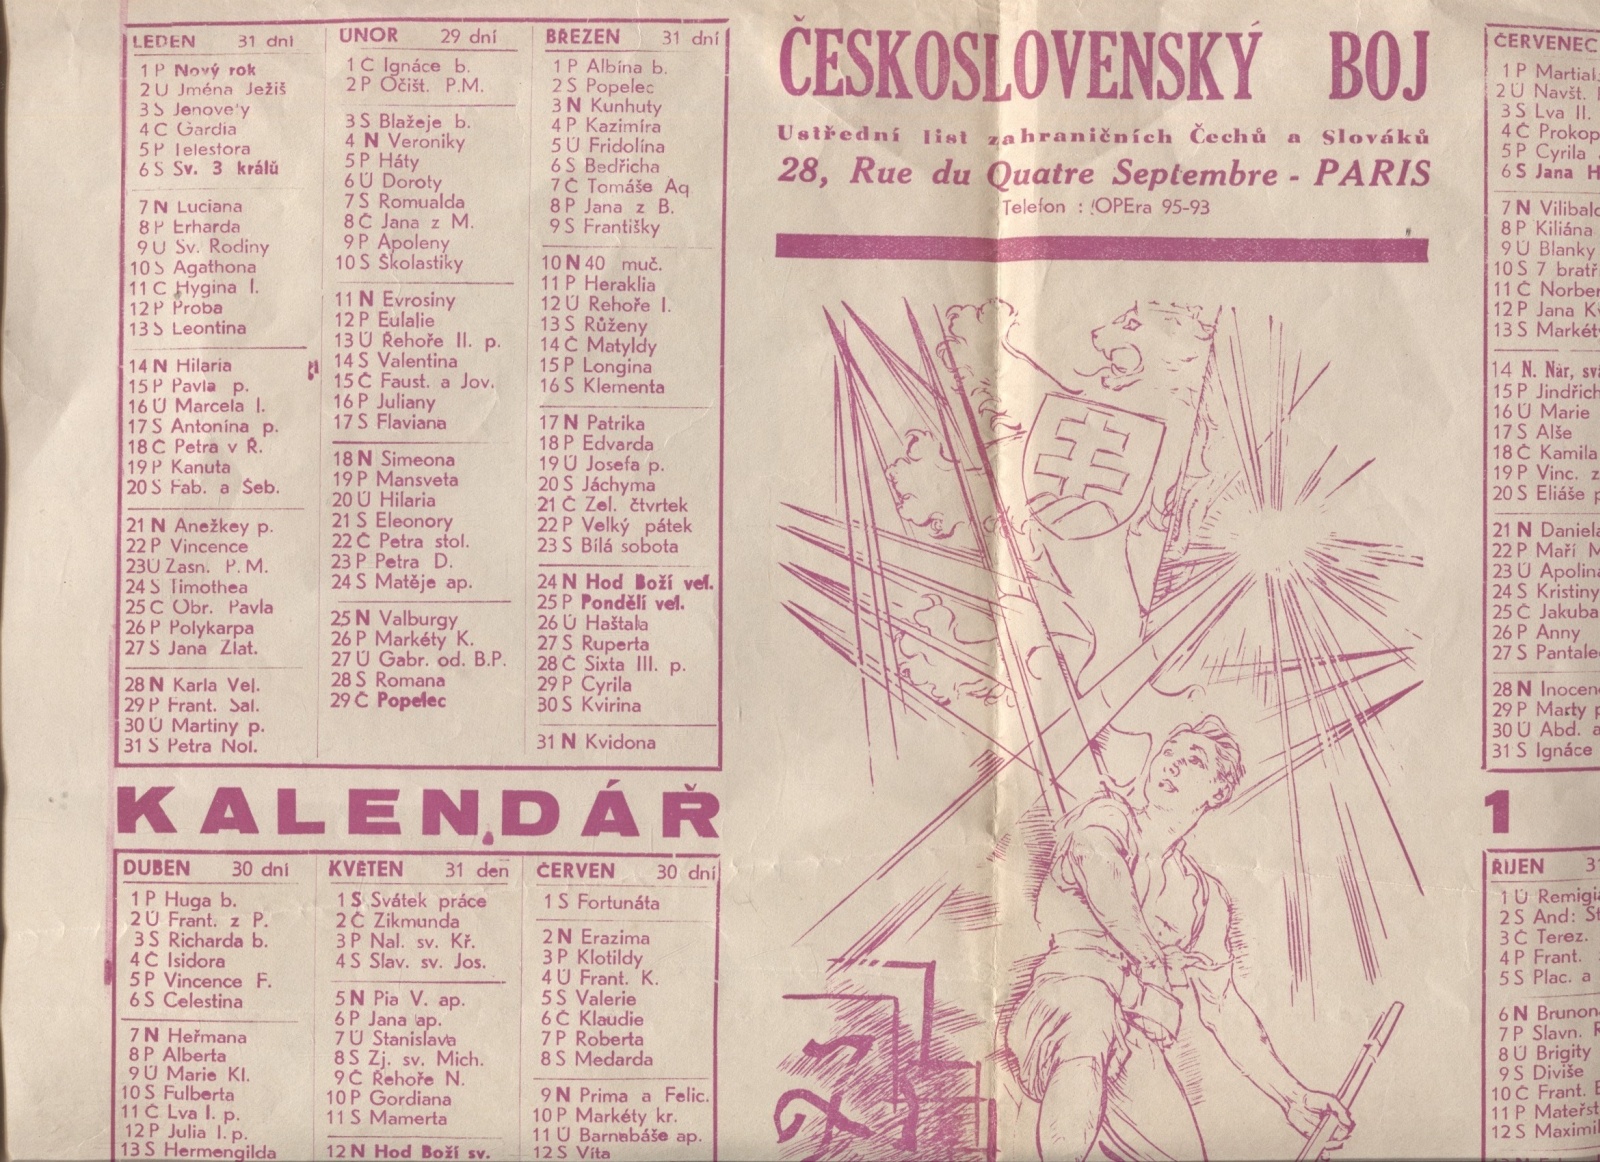 LEDEN 31 dní
1 P Nový rok
2 Ú Jména Ježiš
3 S Jenovefy
4 Č Gardia
5 P Telestora
6 S Sv. 3 králů
7 N Luciana
8 P Erharda
9 Ú Sv. Rodiny
10 S Agathona
11 Č Hygina I.
12 P Proba
13 S Leontina
14 N Hilaria
15 P Pavla p.
16 Ú Marcela I.
17 S Antonína p.
18 Č Petra v Ř.
19 P Kanuta
20 S Fab. a Šeb.
21 N Anežkey p.
22 P Vincence
23 Ú Zasn. P. M.
24 S Timothea
25 Č Obr. Pavla
26 P Polykarpa
27 S Jana Zlat.
28 N Karla Vel.
29 P Frant. Sal.
30 Ú Martiny p.
31 S Petra Nol.
ÚNOR 29 dní
1 Č Ignáce b.
2 P Očišt. P.M.
3 S Blažeje b.
4 N Veroniky
5 P Háty
6 Ú Doroty
7 S Romualda
8 Č Jana z M.
9 P Apoleny
10 S Školastiky
11 N Evrosiny
12 P Eulalie
13 Ú Řehoře II. p.
14 S Valentina
15 Č Faust. a Jov.
16 P Juliany
17 S Flaviana
18 N Simeona
19 P Mansveta
20 Ú Hilaria
21 S Eleonory
22 Č Petra stol.
23 P Petra D.
24 S Matěje ap.
25 N Valburgy
26 P Markéty K.
27 Ú Gabr. od. B.P.
28 S Romana
29 Č Popelec
BŘEZEN 31 dní
1 P Albína b.
2 S Popelec
3 N Kunhuty
4 P Kazimíra
5 Ú Fridolína
6 S Bedřicha
7 Č Tomáše Aq
8 P Jana z B.
9 S Františky
10 N 40 muč.
11 P Heraklia
12 Ú Řehoře I.
13 S Růženy
14 Č Matyldy
15 P Longina
16 S Klementa
17 N Patrika
18 P Edvarda
19 Ú Josefa p.
20 S Jáchyma
21 Č Zel. čtvrtek
22 P Velký pátek
23 S Bílá sobota
24 N Hod Boží vel.
25 P Pondělí vel.
26 Ú Haštala
27 S Ruperta
28 Č Sixta III. p.
29 P Cyrila
30 S Kvirina
31 N Kvidona
KALENDÁŘ
DUBEN 30 dní
1 P Huga b.
2 Ú Frant. z P.
3 S Richarda b.
4 Č Isidora
5 P Vincence F.
6 S Celestina
7 N Heřmana
8 P Alberta
9 Ú Marie Kl.
10 S Fulberta
11 Č Lva I. p.
12 P Julia I. p.
13 S Hermengilda
KVĚTEN 31 den
1 S Svátek práce
2 Č Zikmunda
3 P Nal. sv. Kř.
4 S Slav. sv. Jos.
5 N Pia V. ap.
6 P Jana ap.
7 Ú Stanislava
8 S Zj. sv. Mich.
9 Č Řehoře N.
10 P Gordiana
11 S Mamerta
12 N Hod Boží sv.
ČERVEN 30 dní
1 S Fortunáta
2 N Erazima
3 P Klotildy
4 Ú Frant. K.
5 S Valerie
6 Č Klaudie
7 P Roberta
8 S Medarda
9 N Prima a Felic.
10 P Markéty kr.
11 Ú Barnabáše ap.
12 S Víta
ČESKOSLOVENSKÝ BOJ
Ustřední list zahraničních Čechů a Slováků
28, Rue du Quatre Septembre - PARIS
Telefon : OPEra 95-93
ČERVENEC
1 P Martial.
2 Ú Navšt.
3 S Lva II.
4 Č Prokop
5 P Cyrila
6 S Jana H
7 N Vilibald
8 P Kiliána
9 Ú Blanky
10 S 7 bratř
11 Č Norber
12 P Jana Kv
13 S Markét
14 N. Nár. svá
15 P Jindřich
16 Ú Marie
17 S Alše
18 Č Kamila
19 P Vinc. z
20 S Eliáše p
21 N Daniela
22 P Maří M
23 Ú Apolina
24 S Kristiny
25 Č Jakuba
26 P Anny
27 S Pantale
28 N Inocen
29 P Marty p
30 Ú Abd. a
31 S Ignáce
1
ŘIJEN 31
1 Ú Remigia
2 S And: St
3 Č Terez.
4 P Frant.
5 S Plac. a
6 N Brunon
7 P Slavn. R
8 Ú Brigity
9 S Diviše
10 Č Frant. B
11 P Mateřst
12 S Maximil